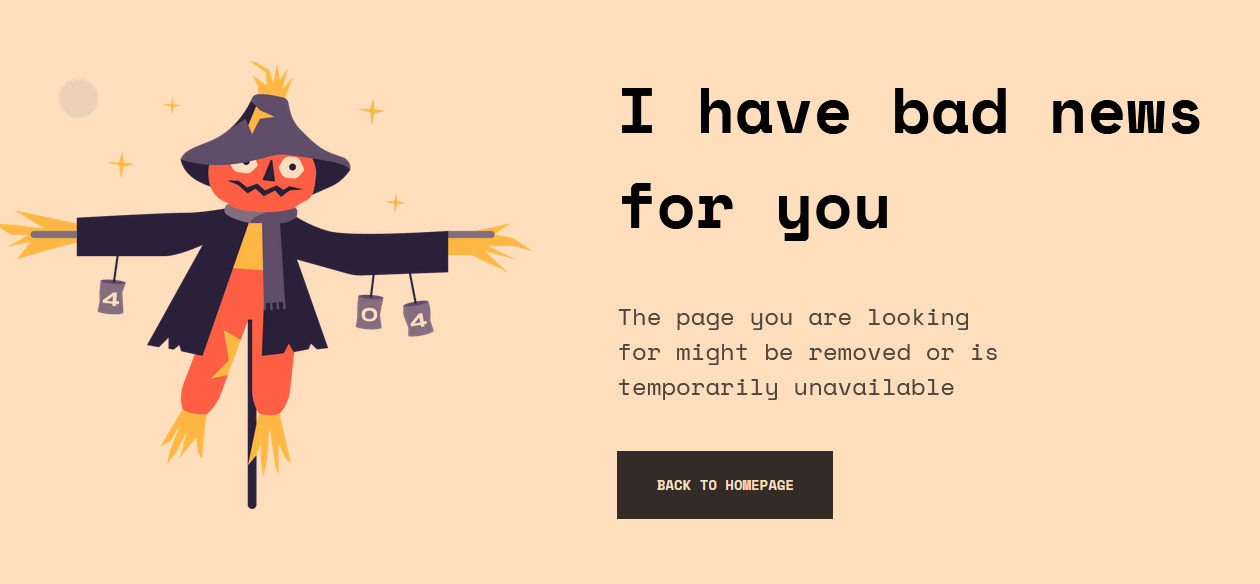 I have bad news
for you
4
0
4
The page you are looking
for might be removed or is
temporarily unavailable
BACK TO HOMEPAGE